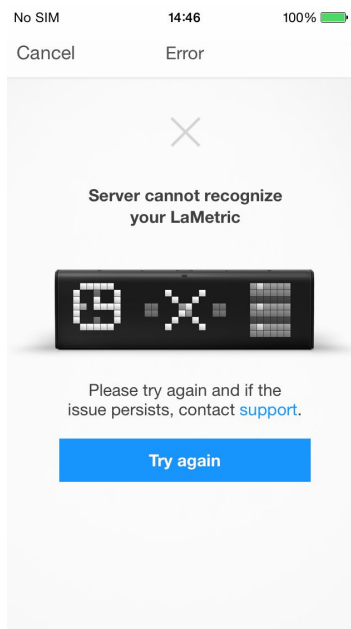 No SIM 14:46 100%
Cancel Error
Server cannot recognize
your LaMetric
Please try again and if the
issue persists, contact support.
Try again